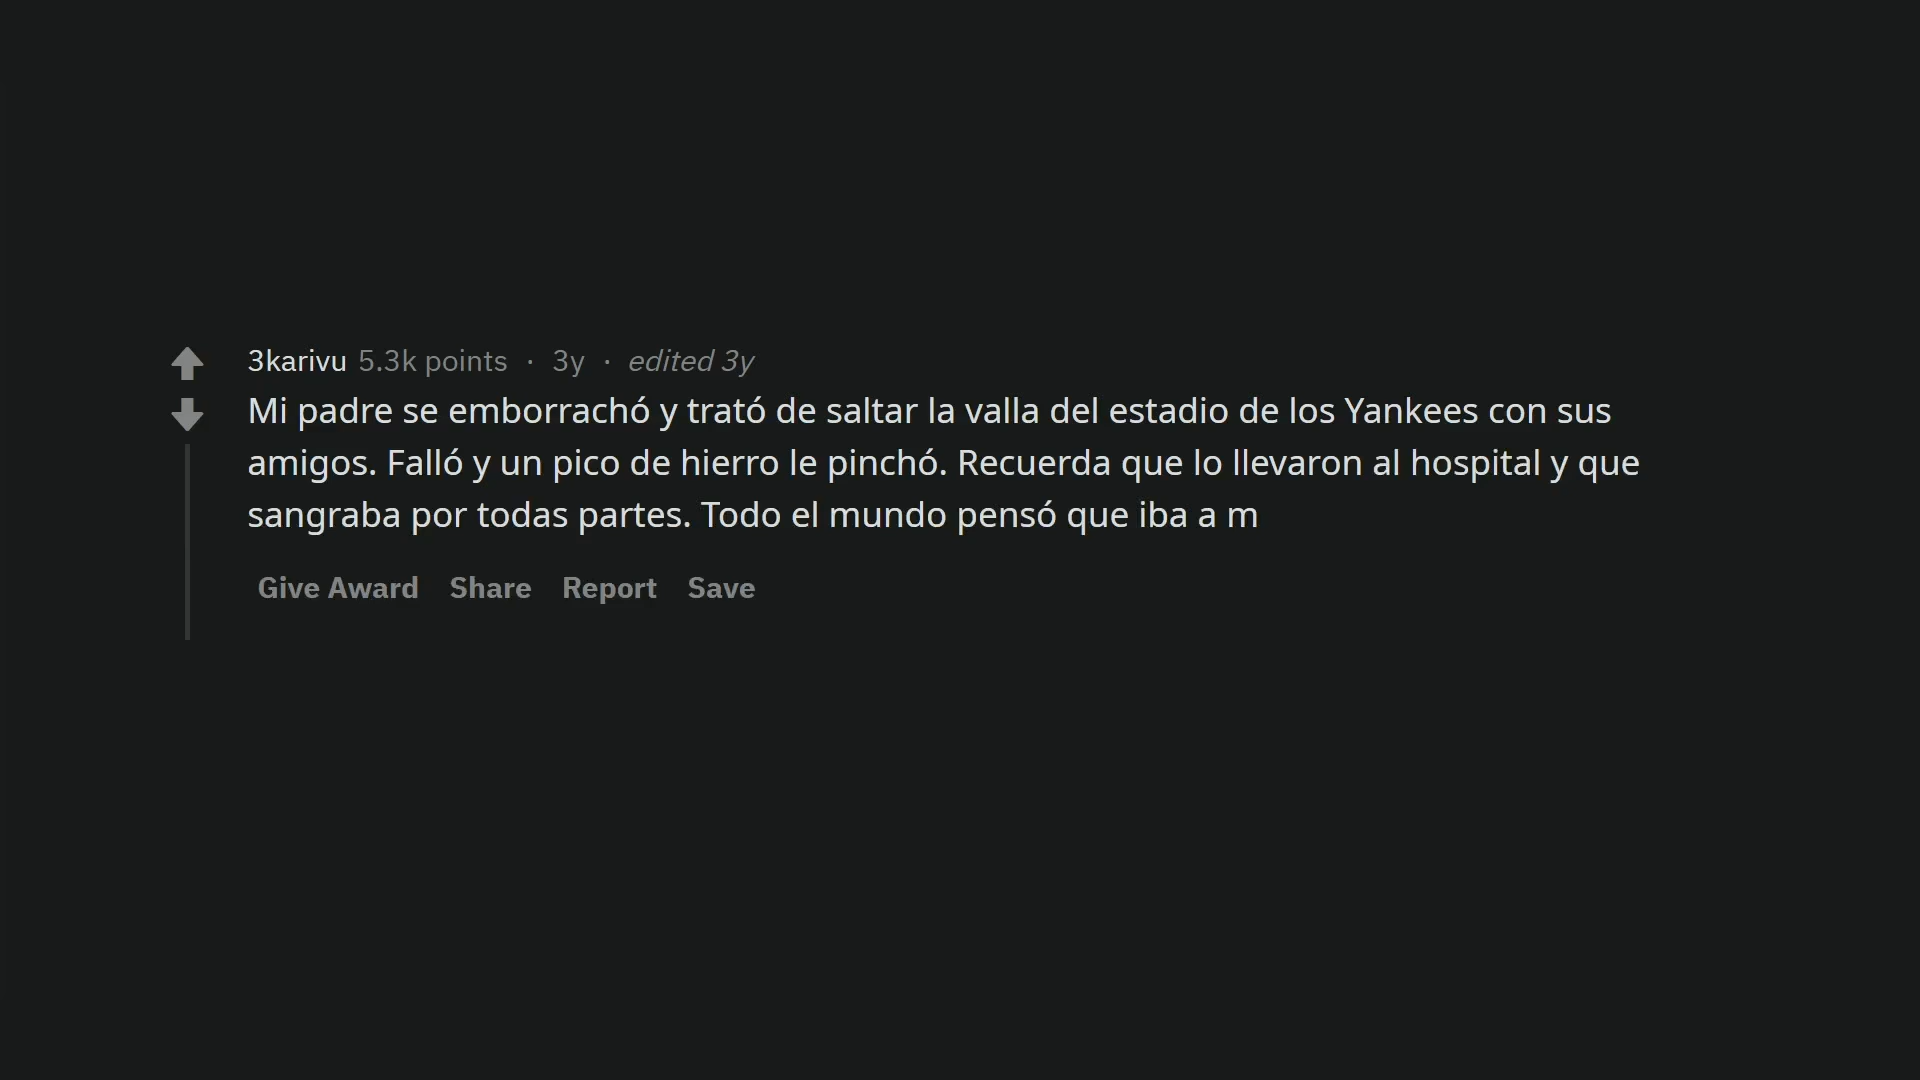 3karivu 5.3k points · 3y · edited 3y
Mi padre se emborrachó y trató de saltar la valla del estadio de los Yankees con sus
amigos. Falló y un pico de hierro le pinchó. Recuerda que lo llevaron al hospital y que
sangraba por todas partes. Todo el mundo pensó que iba a m
Give Award Share Report Save